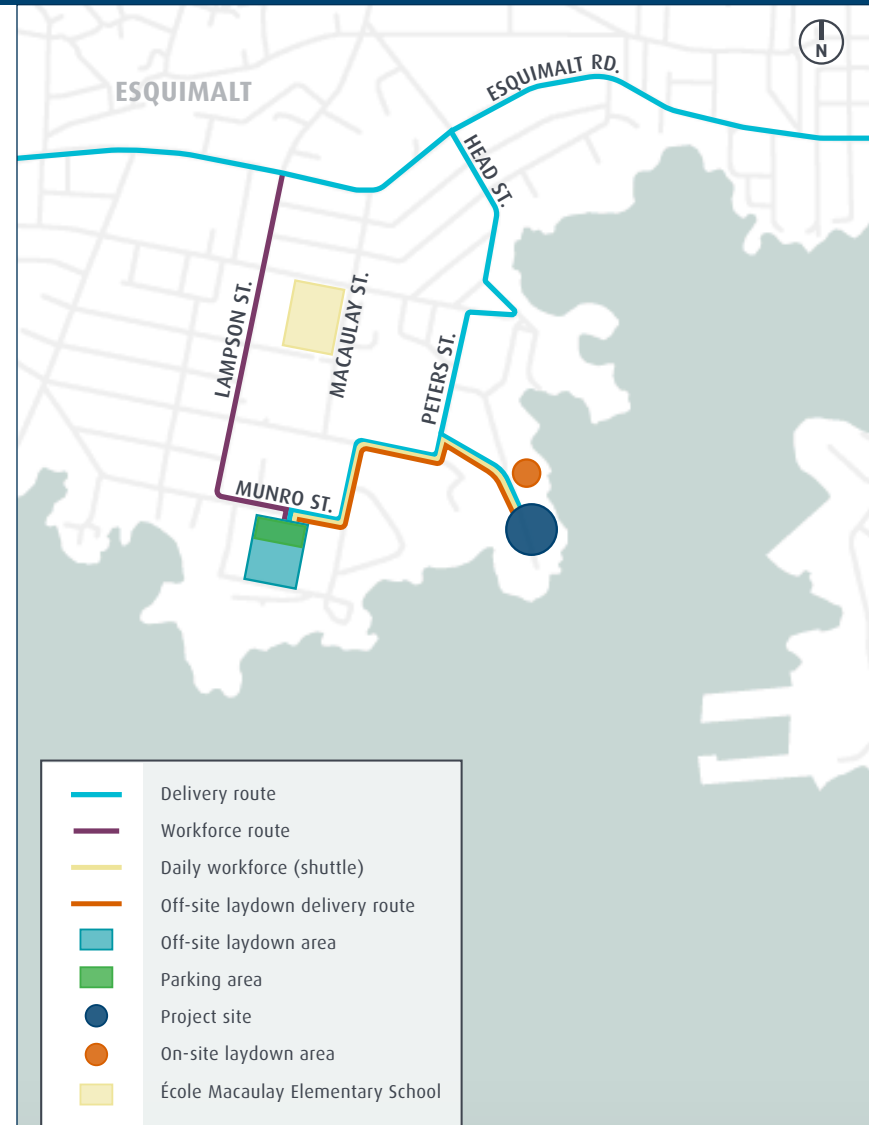 N
ESQUIMALT
ESQUIMALT RD.
HEAD ST.
LAMPSON ST.
MACAULAY ST.
PETERS ST.
MUNRO ST.
Delivery route
Workforce route
Daily workforce (shuttle)
Off-site laydown delivery route
Off-site laydown area
Parking area
Project site
On-site laydown area
École Macaulay Elementary School